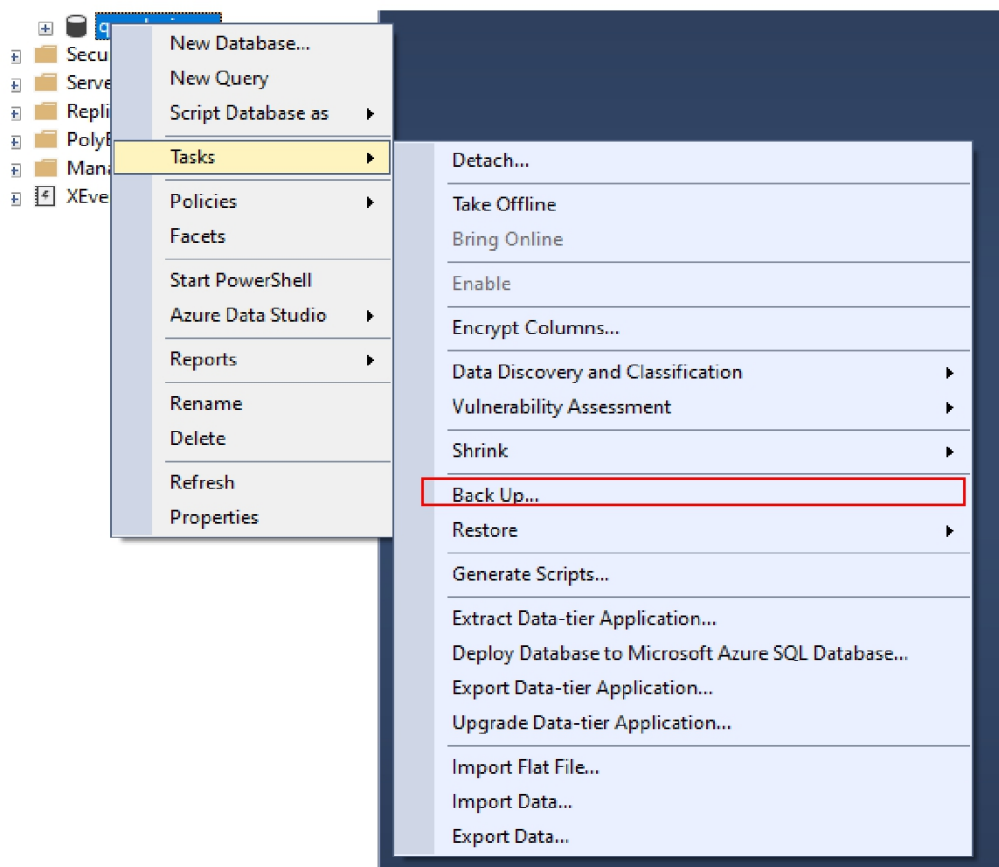 New Database...
New Query
Script Database as
Tasks
Policies
Facets
Start PowerShell
Azure Data Studio
Reports
Rename
Delete
Refresh
Properties
Secu
Serve
Repli
Mana
XEve
Detach...
Take Offline
Bring Online
Enable
Encrypt Columns...
Data Discovery and Classification
Vulnerability Assessment
Shrink
Back Up...
Restore
Generate Scripts...
Extract Data-tier Application...
Deploy Database to Microsoft Azure SQL Database...
Export Data-tier Application...
Upgrade Data-tier Application...
Import Flat File...
Import Data...
Export Data...